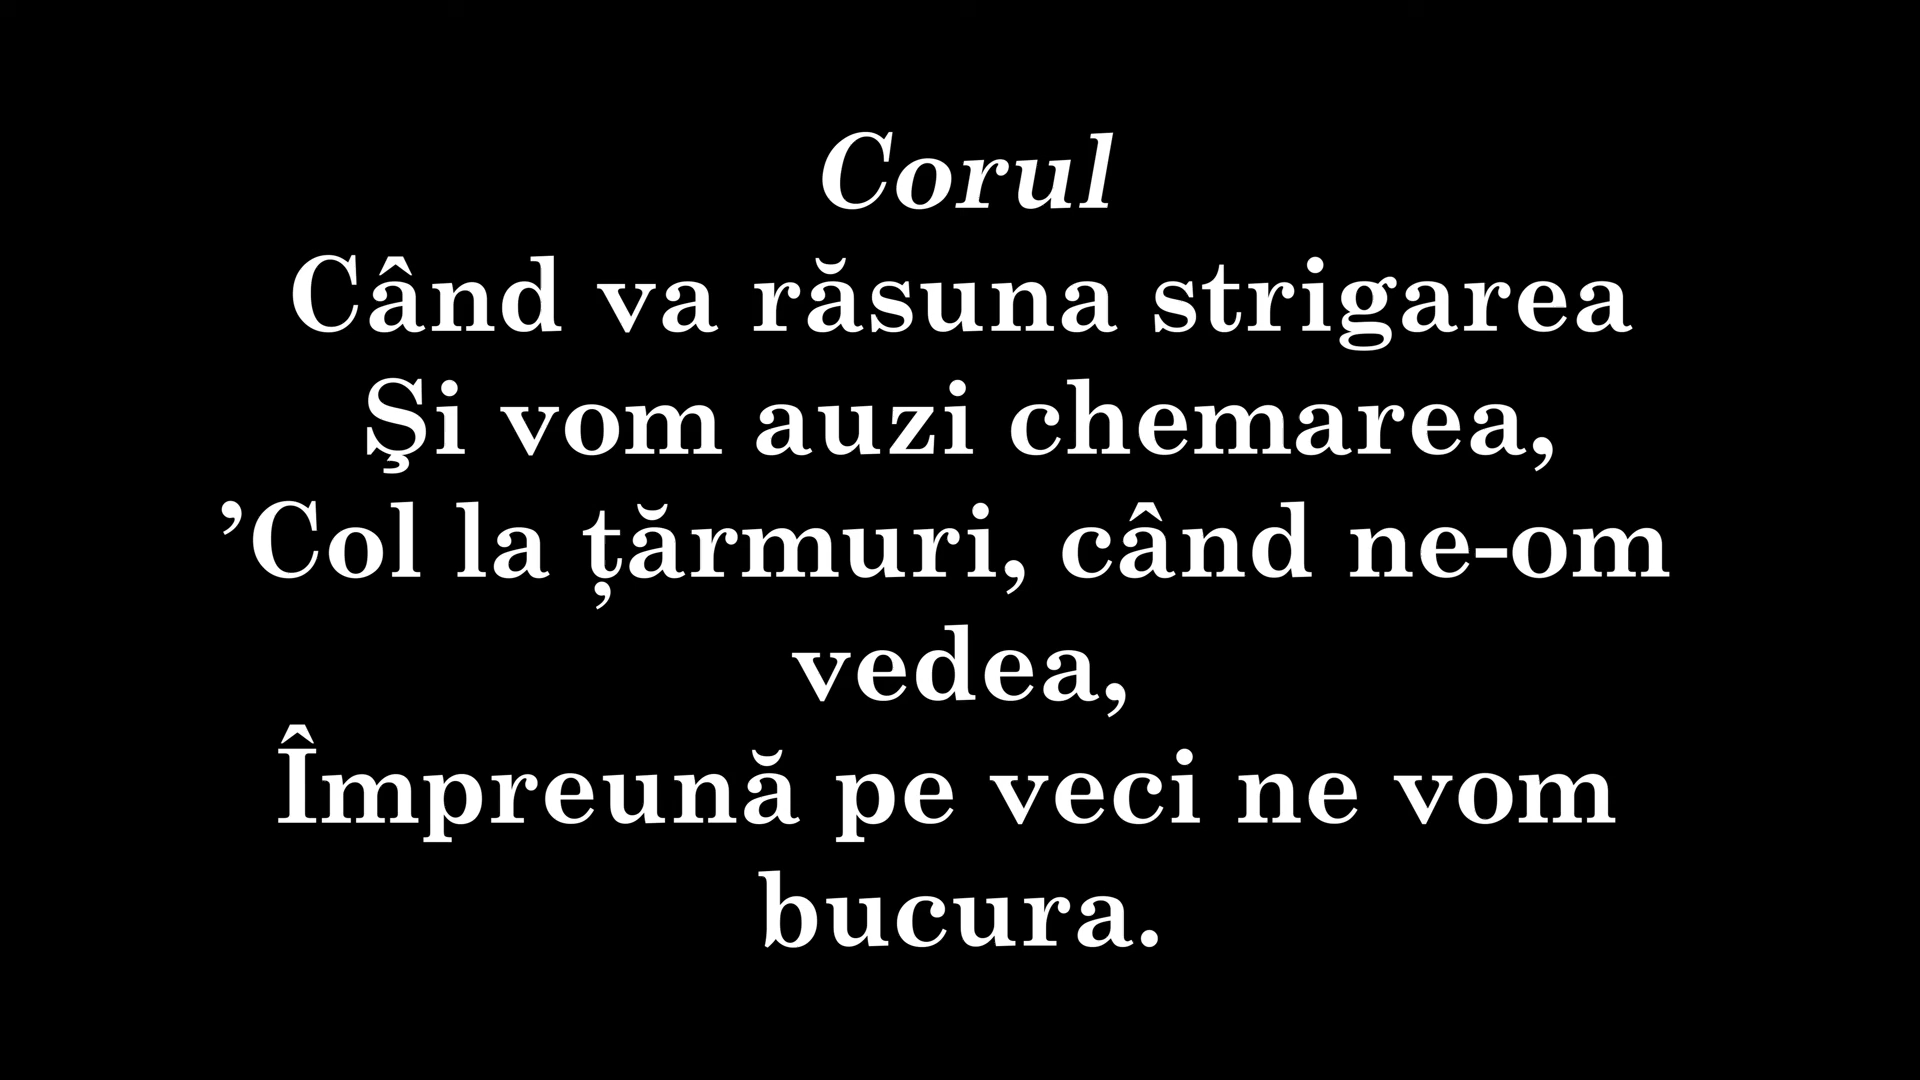 Corul
Când va răsuna strigarea
Şi vom auzi chemarea,
’Col la țărmuri, când ne-om
vedea,
Împreună pe veci ne vom
bucura.